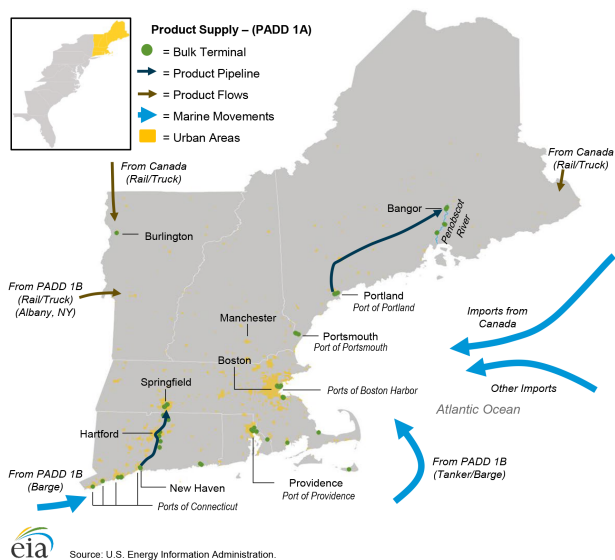 Product Supply – (PADD 1A)
= Bulk Terminal
= Product Pipeline
= Product Flows
= Marine Movements
= Urban Areas
From Canada
(Rail/Truck)
From Canada
(Rail/Truck)
Bangor
Penobscot
River
Burlington
From PADD 1B
(Rail/Truck)
(Albany, NY)
Portland
Port of Portland
Imports from
Canada
Manchester
Portsmouth
Port of Portsmouth
Boston
Springfield
Ports of Boston Harbor
Other Imports
Atlantic Ocean
Hartford
From PADD 1B
(Barge)
New Haven
Ports of Connecticut
Providence
Port of Providence
From PADD 1B
(Tanker/Barge)
eia
Source: U.S. Energy Information Administration.